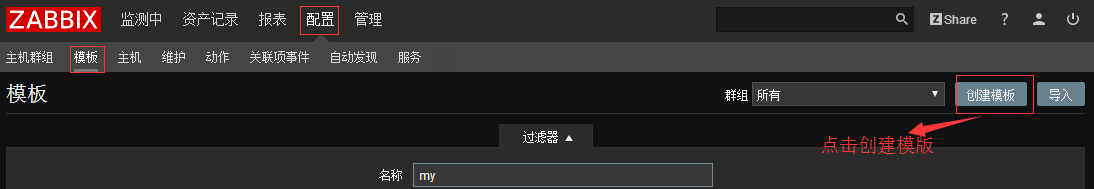 ZABBIX 监测中 资产记录 报表 配置 管理 Z Share ?
主机群组 模板 主机 维护 动作 关联项事件 自动发现 服务
模板 群组 所有 创建模板 导入
点击创建模版
过滤器
名称 my